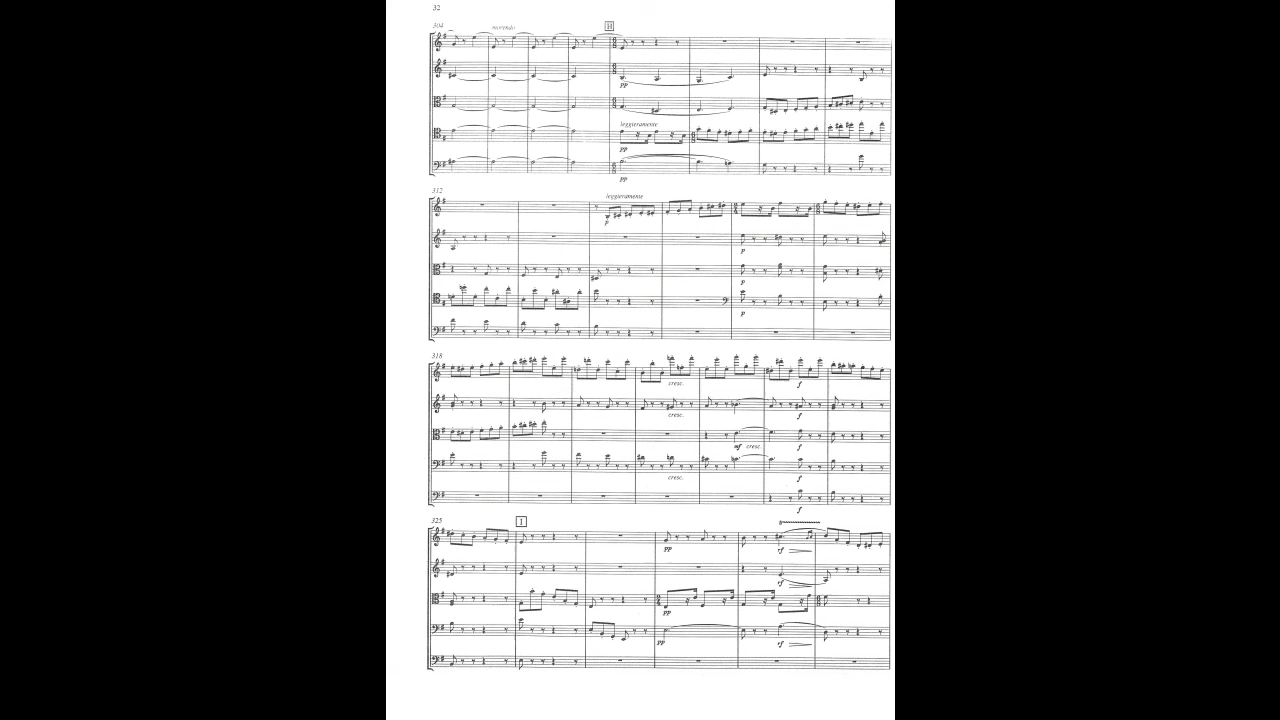 32
304
morendo
H
pp
leggieramente
pp
pp
312
leggieramente
p
p
p
p
318
cresc.
f
cresc.
f
mf cresc.
f
cresc.
f
f
325
I
pp
sf
sf
pp
pp
sf